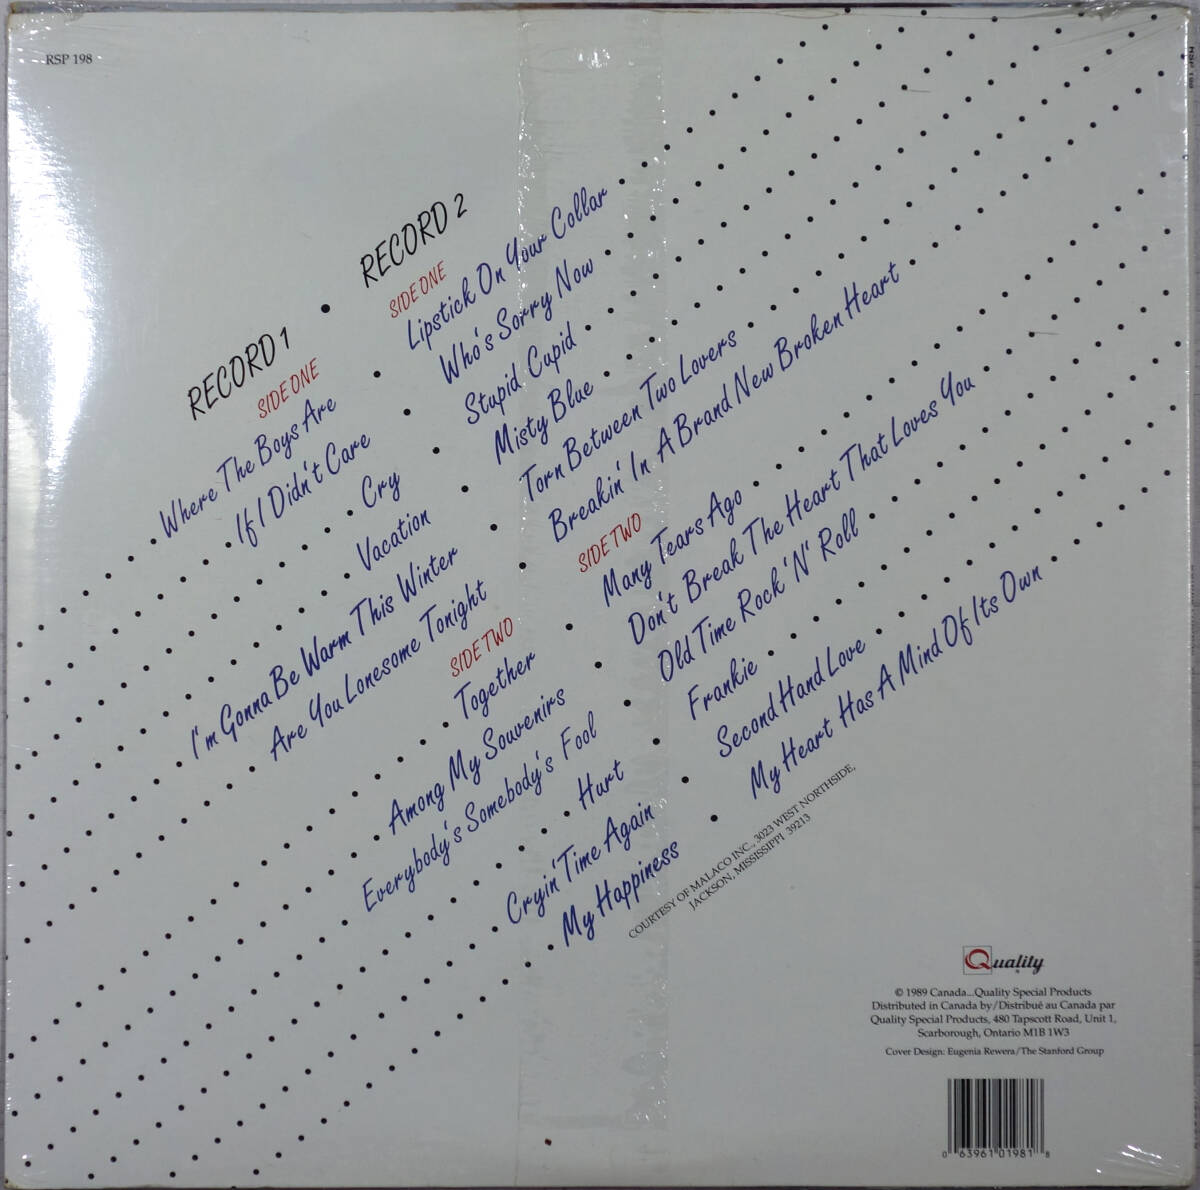 RSP 198
RECORD 1 • RECORD 2
SIDE ONE
Where The Boys Are
If I Didn't Care
Cry
Vacation
I'm Gonna Be Warm This Winter
Are You Lonesome Tonight
SIDE TWO
Together
Among My Souvenirs
Everybody's Somebody's Fool
Hurt
Cryin' Time Again
My Happiness
SIDE ONE
Lipstick On Your Collar
Who's Sorry Now
Stupid Cupid
Misty Blue
Torn Between Two Lovers
Breakin' In A Brand New Broken Heart
SIDE TWO
Many Tears Ago
Don't Break The Heart That Loves You
Old Time Rock 'N' Roll
Frankie
Second Hand Love
My Heart Has A Mind Of Its Own
COURTESY OF MALACO INC., 3023 WEST NORTHSIDE,
JACKSON, MISSISSIPPI 39213
Quality
© 1989 Canada...Quality Special Products
Distributed in Canada by/Distribué au Canada par
Quality Special Products, 480 Tapscott Road, Unit 1,
Scarborough, Ontario M1B 1W3
Cover Design: Eugenia Rewera/The Stanford Group
0 63961 01981 8
RSP 198